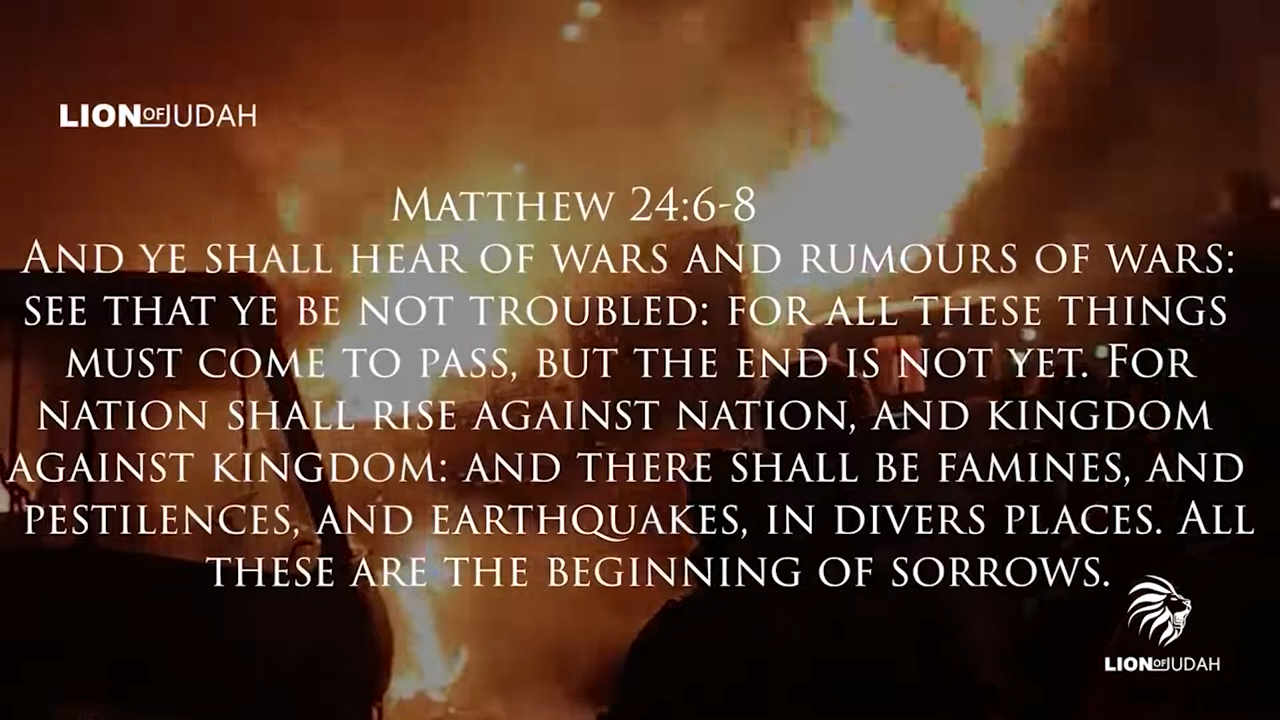 LION OF JUDAH
Matthew 24:6-8
And ye shall hear of wars and rumours of wars:
see that ye be not troubled: for all these things
must come to pass, but the end is not yet. For
nation shall rise against nation, and kingdom
against kingdom: and there shall be famines, and
pestilences, and earthquakes, in divers places. All
these are the beginning of sorrows.
LION OF JUDAH